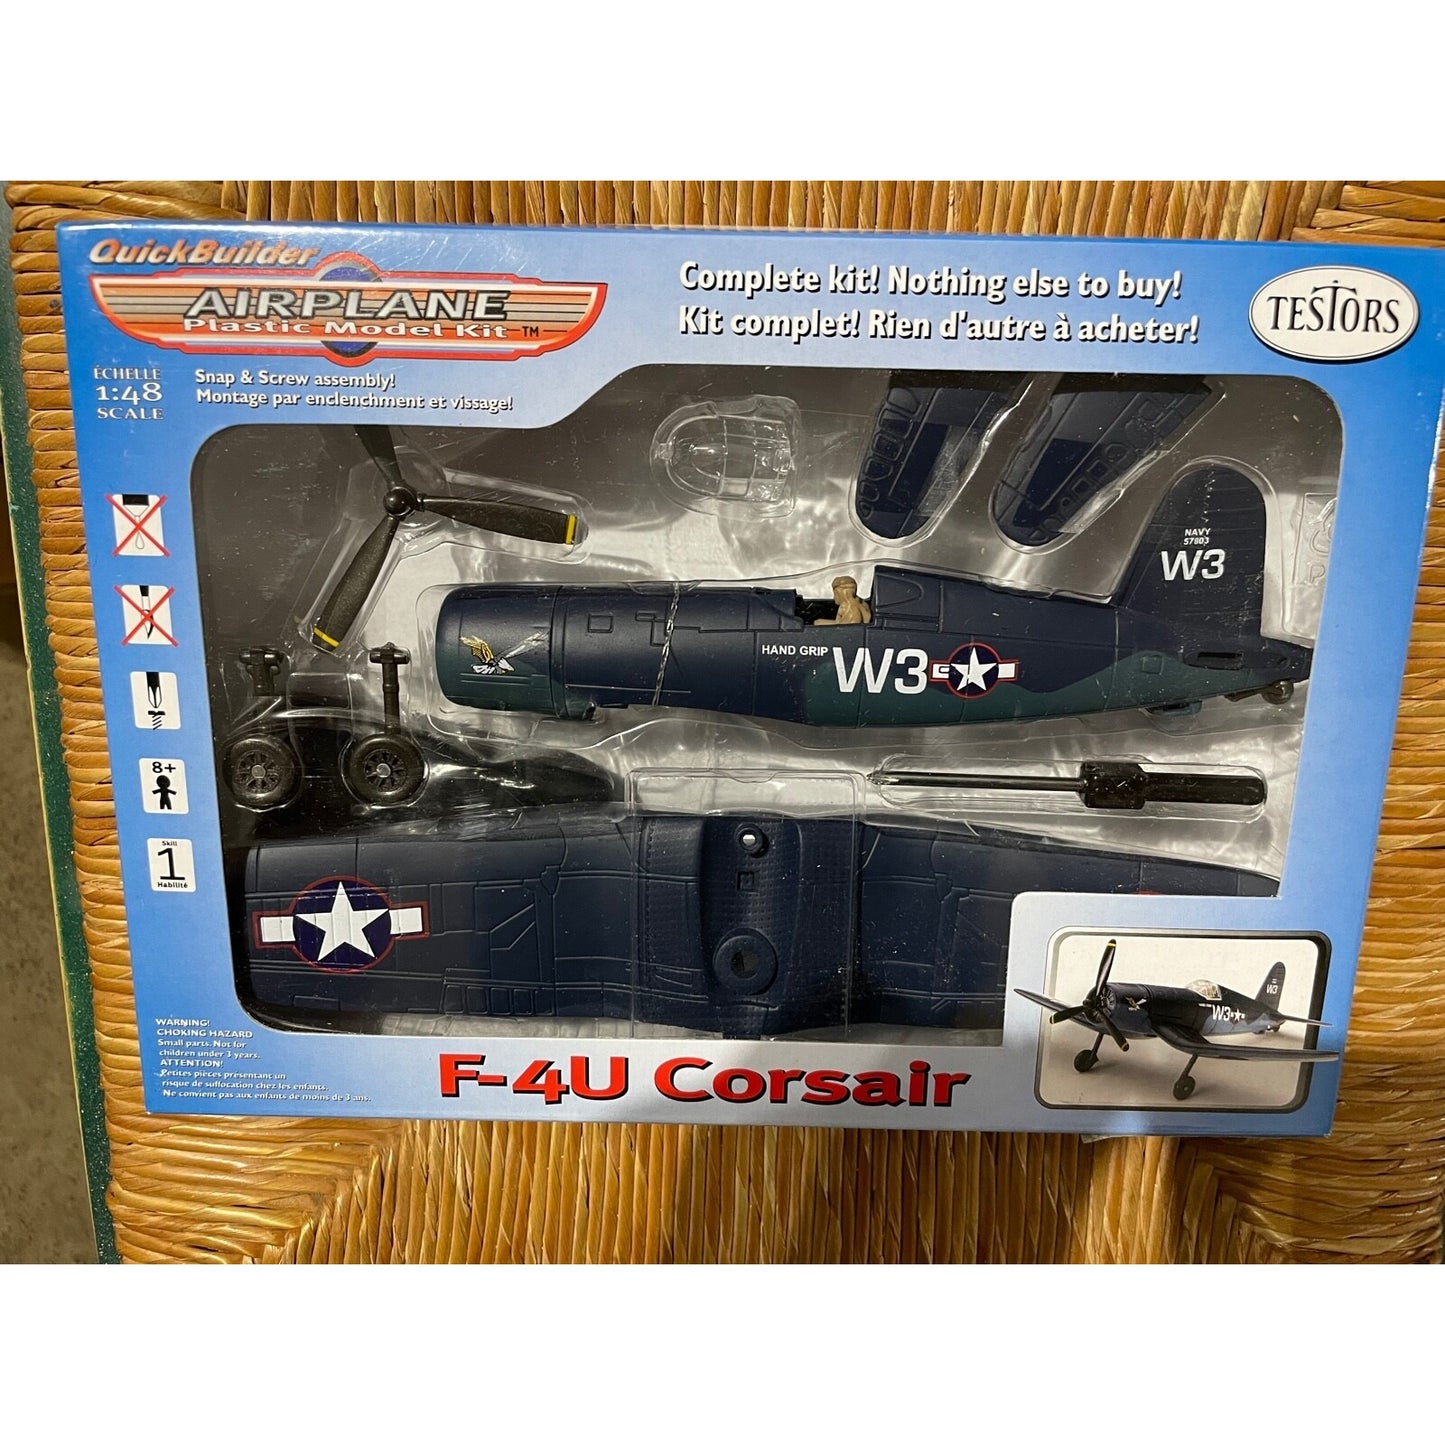 QuickBuilder
AIRPLANE
Plastic Model Kit™
Complete kit! Nothing else to buy!
Kit complet! Rien d'autre à acheter!
TESTORS
ÉCHELLE
1:48
SCALE
Snap & Screw assembly!
Montage par enclenchment et vissage!
NAVY
57803
W3
HAND GRIP
W3
8+
Skill
1
Habilité
WARNING!
CHOKING HAZARD
Small parts. Not for
children under 3 years.
ATTENTION!
Petites pièces présentant un
risque de suffocation chez les enfants.
Ne convient pas aux enfants de moins de 3 ans.
F-4U Corsair
W3
W3